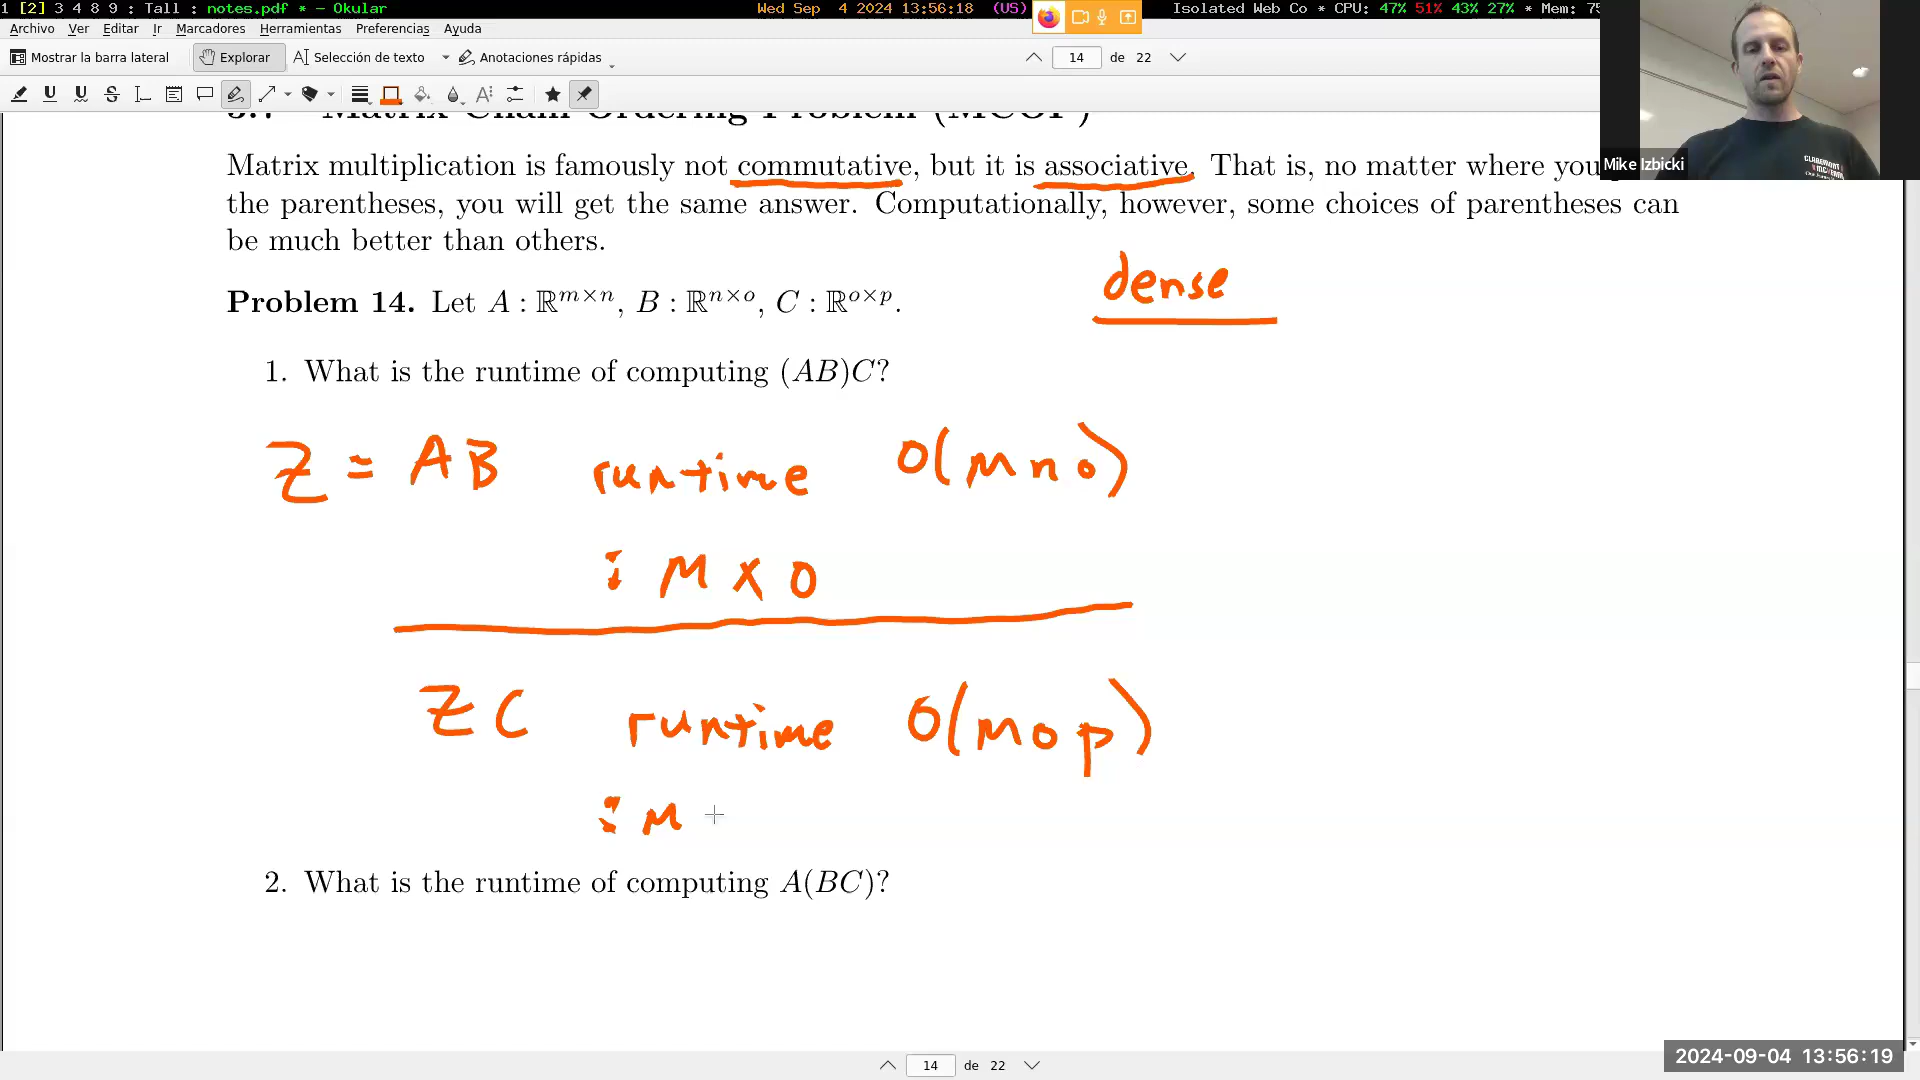 1 [2] 3 4 8 9 : Tall : notes.pdf * – Okular Wed Sep 4 2024 13:56:18 (US) Isolated Web Co * CPU: 47% 51% 43% 27% * Mem:
Archivo Ver Editar Ir Marcadores Herramientas Preferencias Ayuda
Mostrar la barra lateral Explorar Selección de texto Anotaciones rápidas 14 de 22
Matrix Chain Ordering Problem (MCOP)
Mike Izbicki
CLAREMONT
Matrix multiplication is famously not commutative, but it is associative. That is, no matter where you
the parentheses, you will get the same answer. Computationally, however, some choices of parentheses can
be much better than others.
dense
Problem 14. Let A : ℝ^{m×n}, B : ℝ^{n×o}, C : ℝ^{o×p}.
1. What is the runtime of computing (AB)C?
Z = AB runtime O(m n o)
: m x o
ZC runtime O(m o p)
: m
2. What is the runtime of computing A(BC)?
14 de 22
2024-09-04 13:56:19